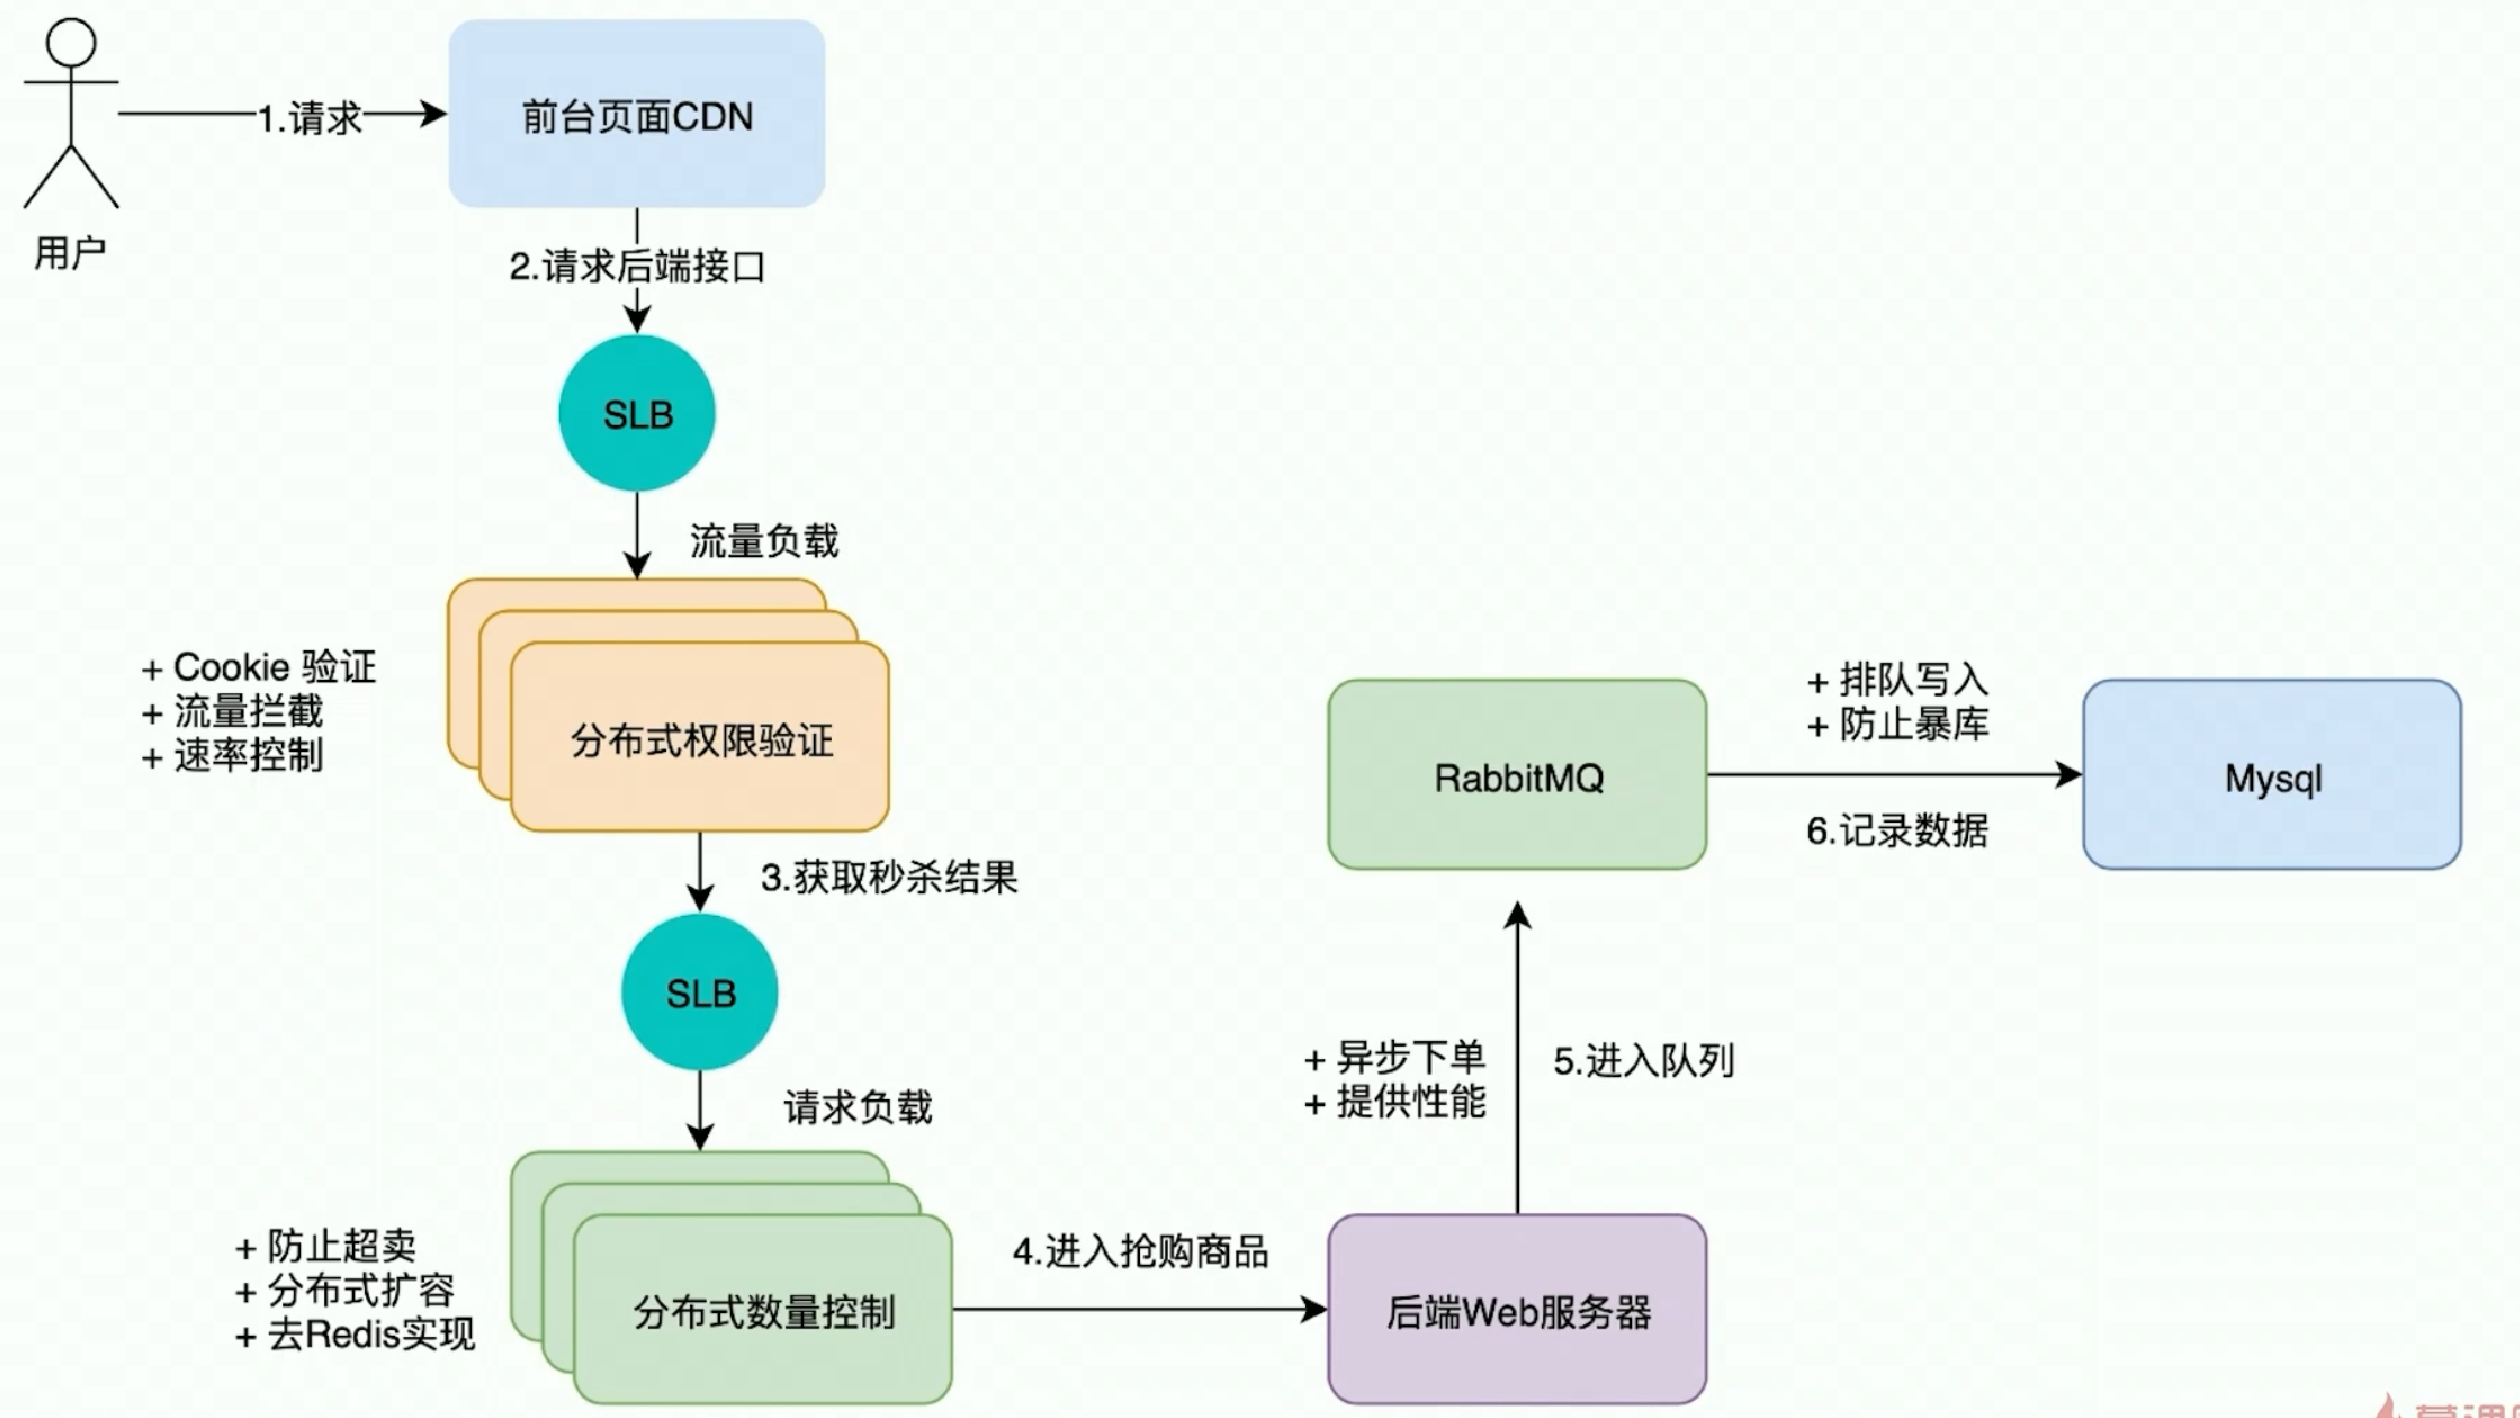 1.请求
前台页面CDN
用户
2.请求后端接口
SLB
流量负载
+ Cookie 验证
+ 流量拦截
+ 速率控制
分布式权限验证
3.获取秒杀结果
SLB
请求负载
+ 防止超卖
+ 分布式扩容
+ 去Redis实现
分布式数量控制
4.进入抢购商品
后端Web服务器
+ 异步下单
+ 提供性能
5.进入队列
RabbitMQ
+ 排队写入
+ 防止暴库
6.记录数据
Mysql